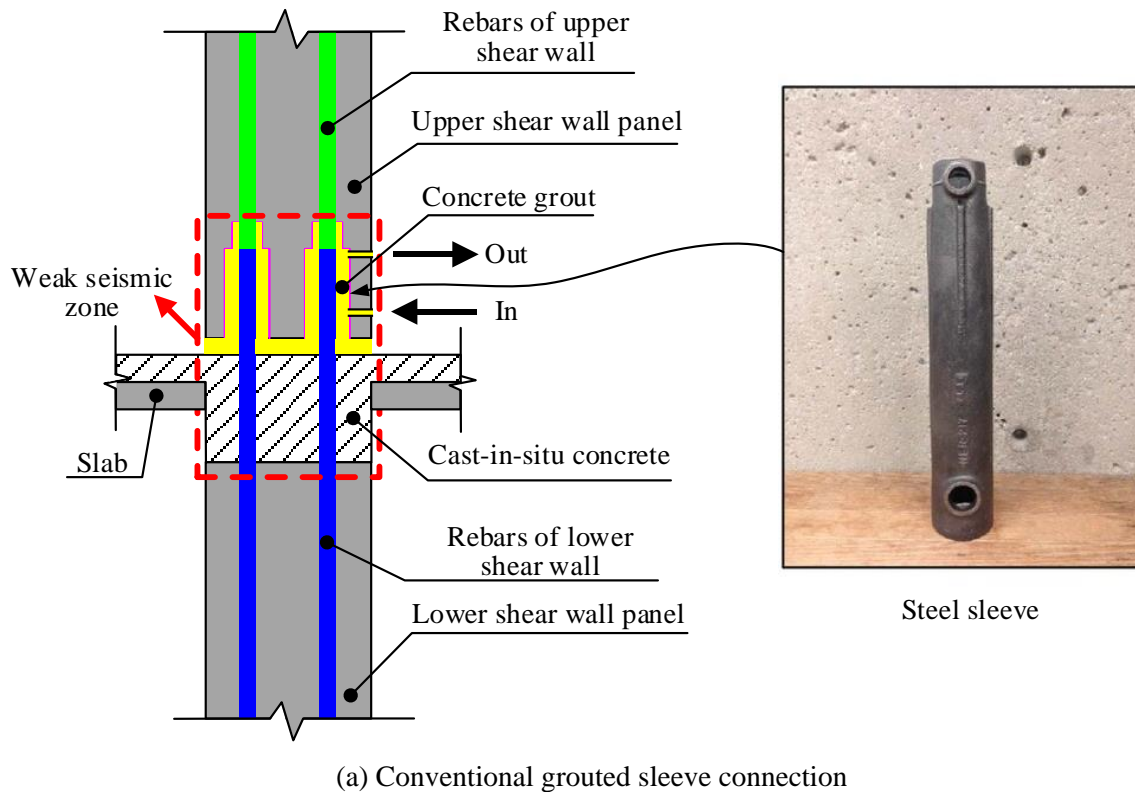 Rebars of upper
shear wall
Upper shear wall panel
Concrete grout
Out
In
Weak seismic
zone
Slab
Cast-in-situ concrete
Rebars of lower
shear wall
Lower shear wall panel
Steel sleeve
(a) Conventional grouted sleeve connection